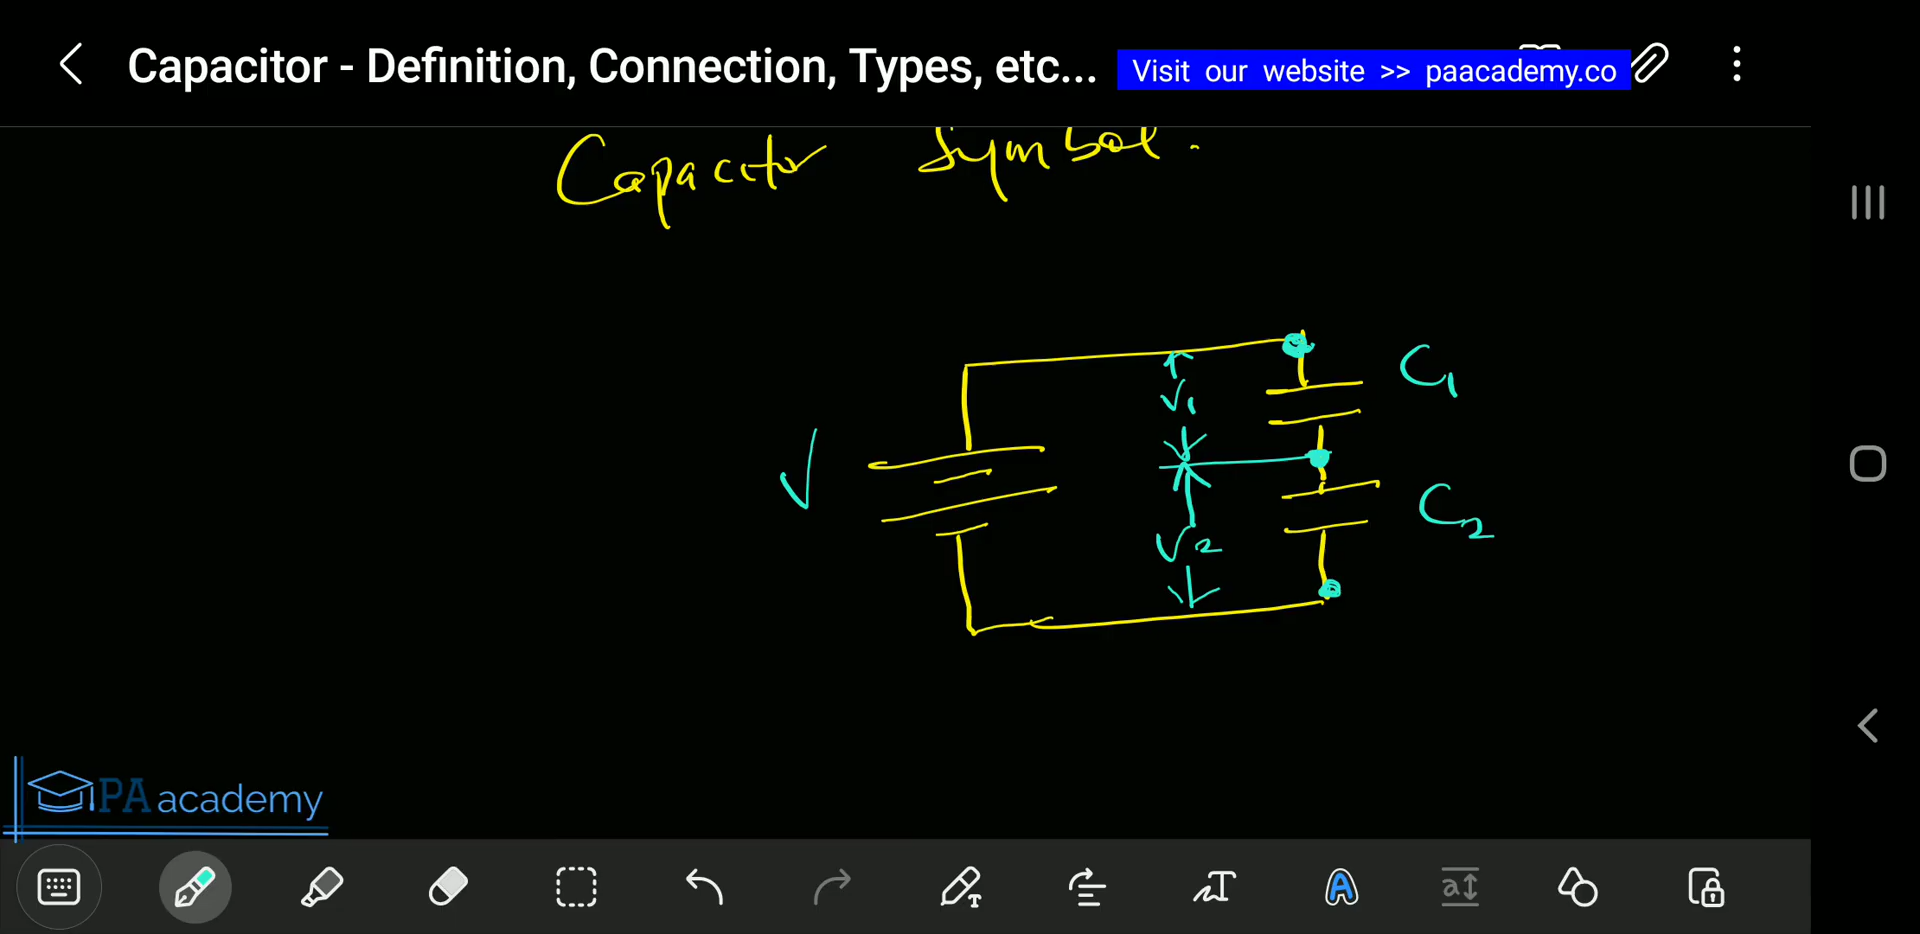 Capacitor - Definition, Connection, Types, etc...
Visit our website >> paacademy.co
Capacitor Symbol.
C1
V1
V
C2
V2
PA academy
T
T
A
a